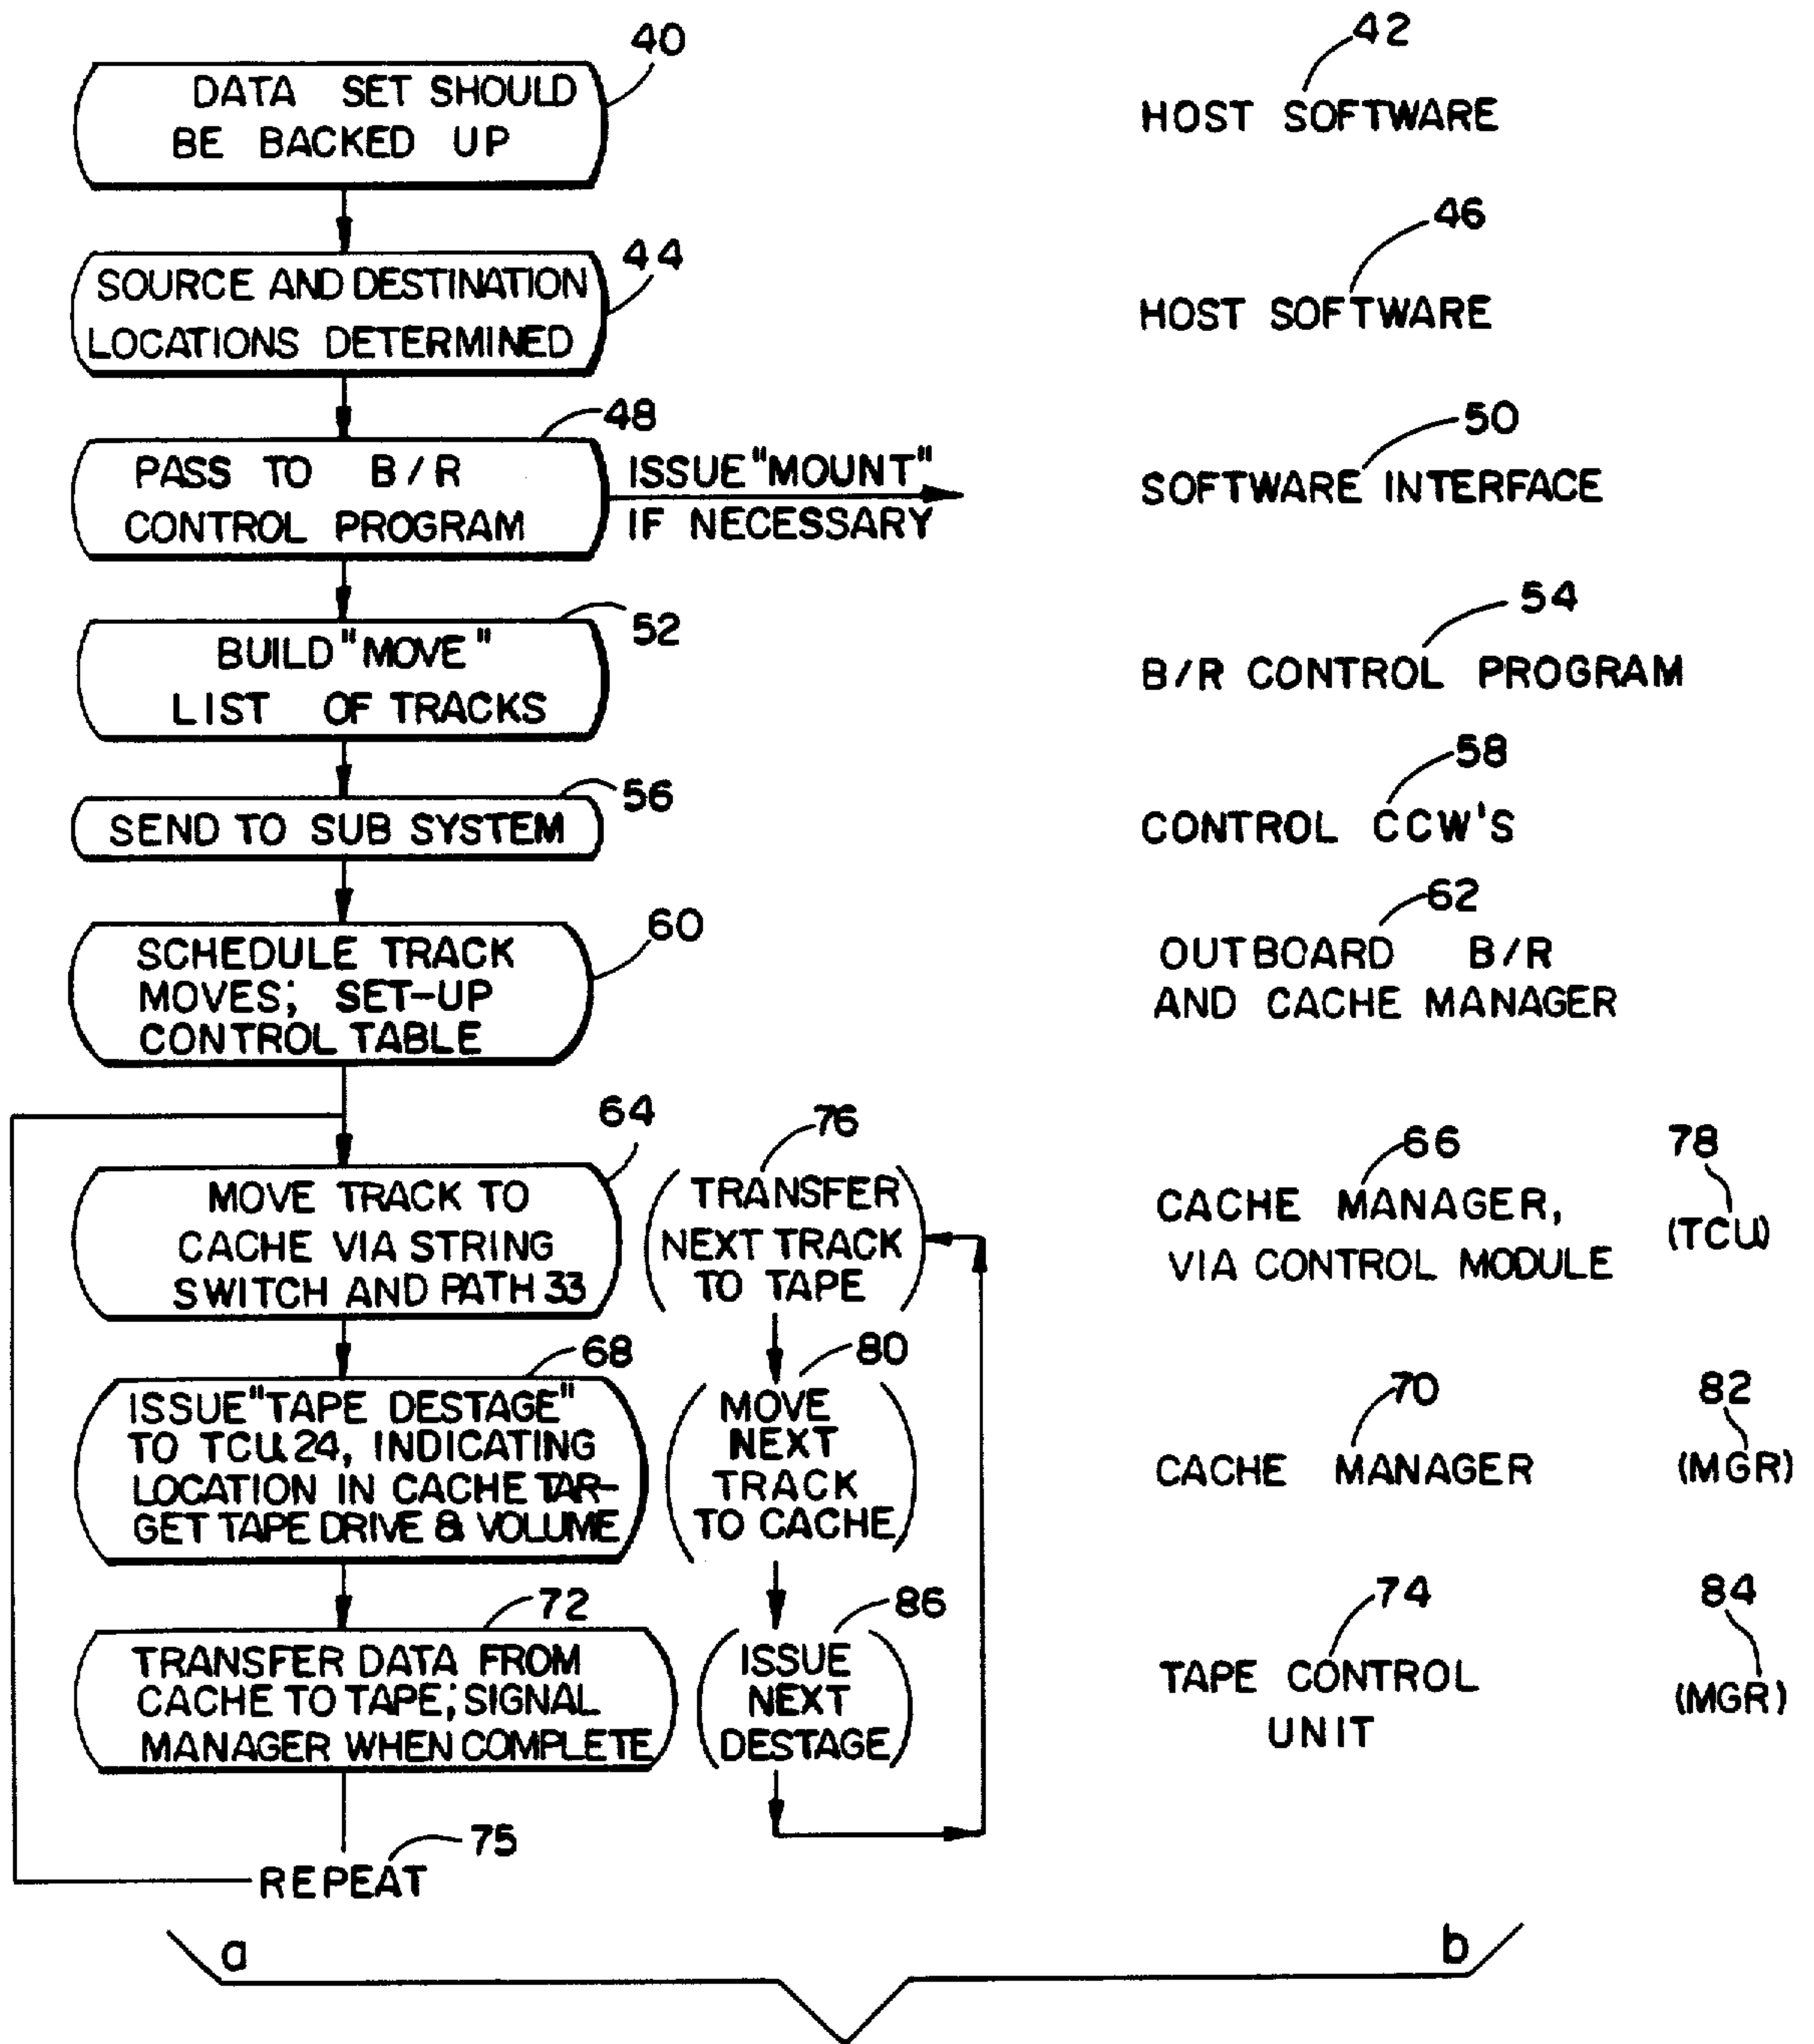 40
DATA SET SHOULD
BE BACKED UP
42
HOST SOFTWARE
44
SOURCE AND DESTINATION
LOCATIONS DETERMINED
46
HOST SOFTWARE
48
PASS TO B/R
CONTROL PROGRAM
ISSUE "MOUNT"
IF NECESSARY
50
SOFTWARE INTERFACE
52
BUILD "MOVE"
LIST OF TRACKS
54
B/R CONTROL PROGRAM
56
SEND TO SUB SYSTEM
58
CONTROL CCW'S
60
SCHEDULE TRACK
MOVES; SET-UP
CONTROL TABLE
62
OUTBOARD B/R
AND CACHE MANAGER
64
MOVE TRACK TO
CACHE VIA STRING
SWITCH AND PATH 33
76
(TRANSFER
NEXT TRACK
TO TAPE)
66
CACHE MANAGER,
VIA CONTROL MODULE
78
(TCU)
68
ISSUE "TAPE DESTAGE"
TO TCU 24, INDICATING
LOCATION IN CACHE TAR-
GET TAPE DRIVE & VOLUME
80
(MOVE
NEXT
TRACK
TO CACHE)
70
CACHE MANAGER
82
(MGR)
72
TRANSFER DATA FROM
CACHE TO TAPE; SIGNAL
MANAGER WHEN COMPLETE
86
(ISSUE
NEXT
DESTAGE)
74
TAPE CONTROL
UNIT
84
(MGR)
75
REPEAT
a
b